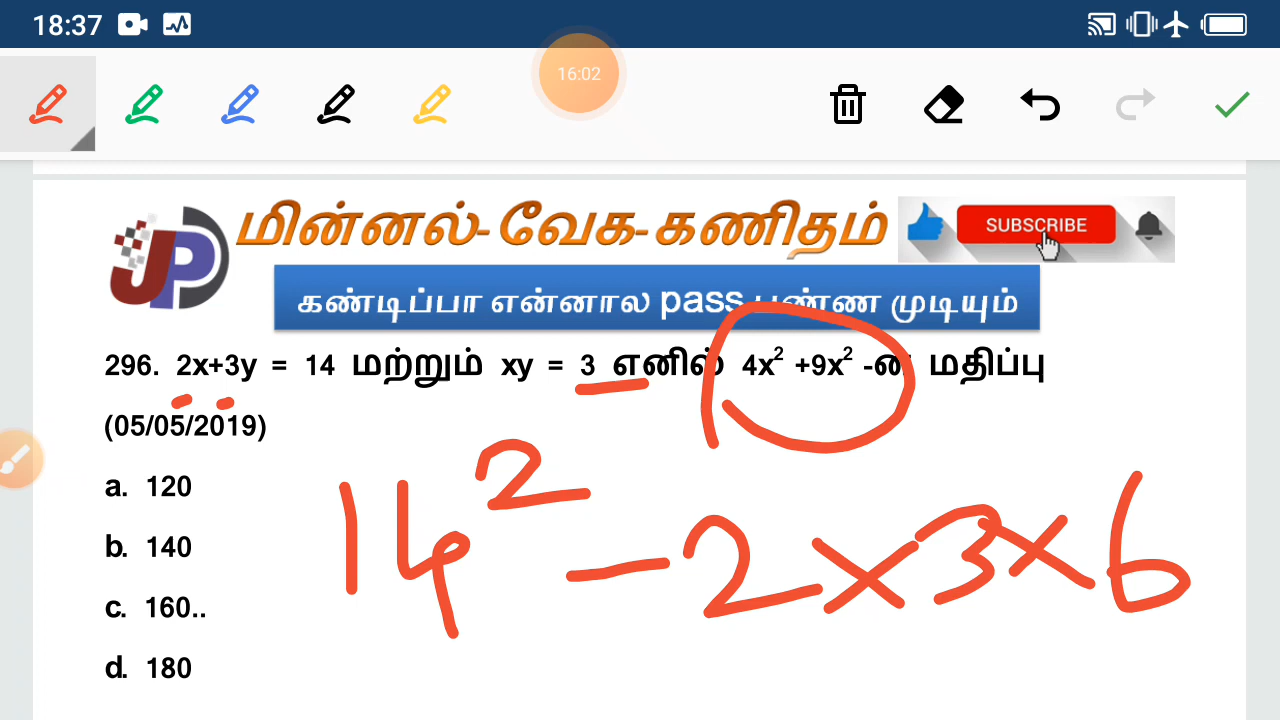 18:37
16:02
JP
மின்னல்-வேக-கணிதம்
SUBSCRIBE
கண்டிப்பா என்னால pass பண்ண முடியும்
296. 2x+3y = 14 மற்றும் xy = 3 எனில் 4x² +9x² -ன் மதிப்பு
(05/05/2019)
a. 120
b. 140
c. 160..
d. 180
14² - 2 × 3 × 6